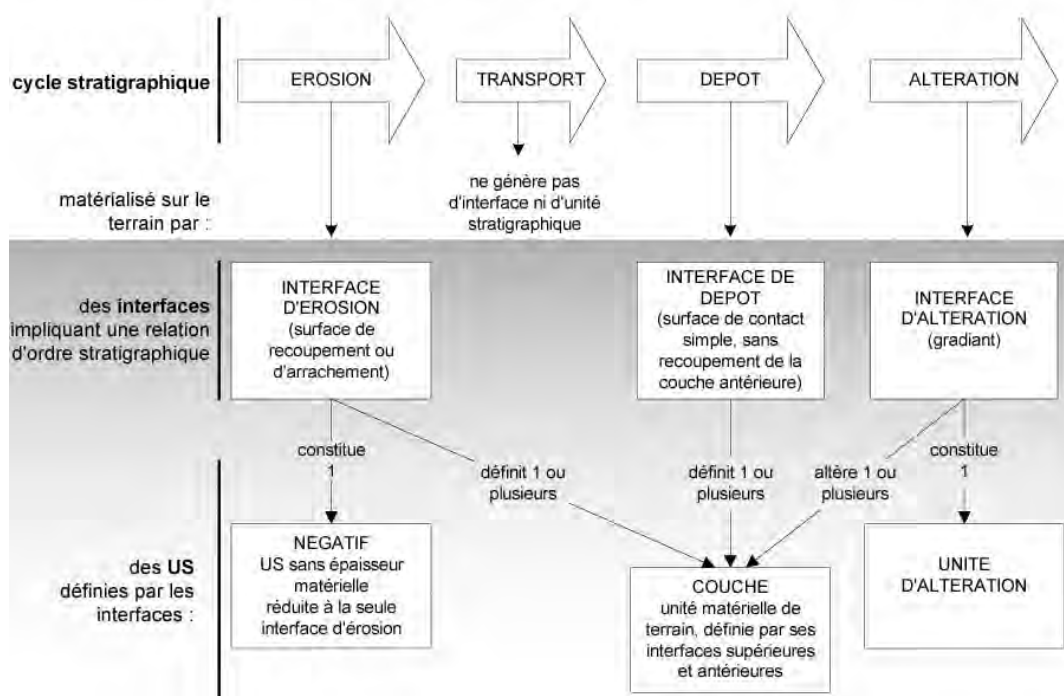 cycle stratigraphique
EROSION
TRANSPORT
DEPOT
ALTERATION
matérialisé sur le
terrain par :
ne génère pas
d'interface ni d'unité
stratigraphique
des interfaces
impliquant une relation
d'ordre stratigraphique
INTERFACE
D'EROSION
(surface de
recoupement ou
d'arrachement)
INTERFACE DE
DEPOT
(surface de contact
simple, sans
recoupement de la
couche antérieure)
INTERFACE
D'ALTERATION
(gradiant)
constitue
1
définit 1 ou
plusieurs
définit 1 ou
plusieurs
altère 1 ou
plusieurs
constitue
1
des US
définies par les
interfaces :
NEGATIF
US sans épaisseur
matérielle
réduite à la seule
interface d'érosion
COUCHE
unité matérielle de
terrain, définie par ses
interfaces supérieures
et antérieures
UNITE
D'ALTERATION